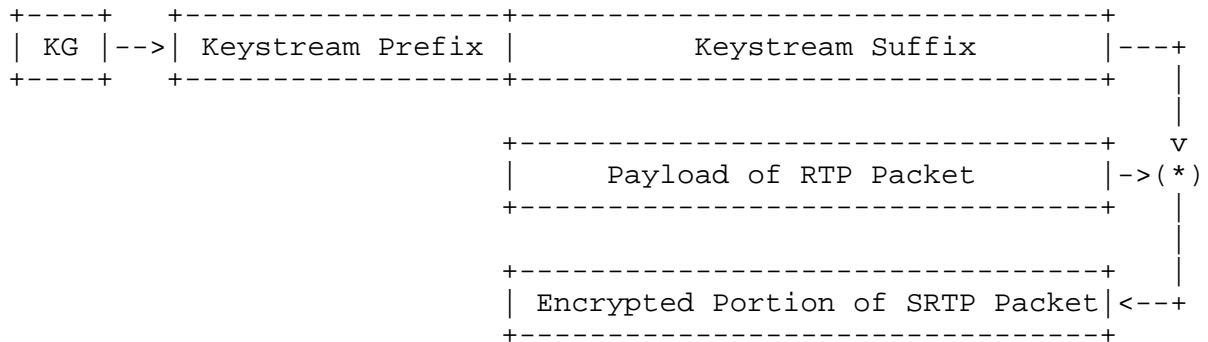 KG --> Keystream Prefix Keystream Suffix ---+
Payload of RTP Packet ->(*)
Encrypted Portion of SRTP Packet <--+